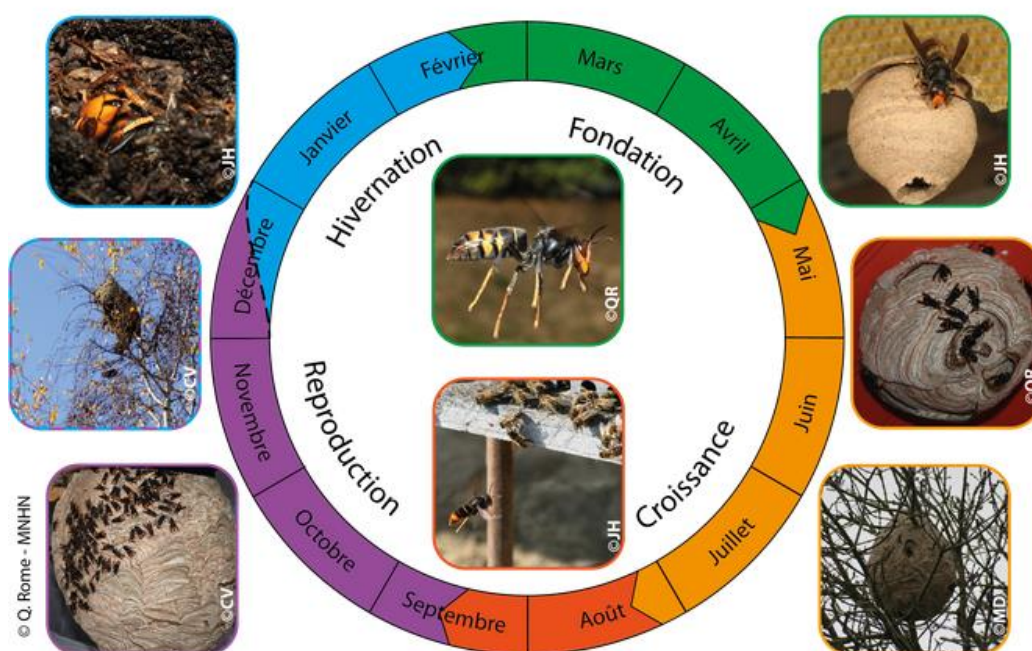 Février
Mars
Avril
Mai
Juin
Juillet
Août
Septembre
Octobre
Novembre
Décembre
Janvier
Hivernation
Fondation
Croissance
Reproduction
©JH
©JH
©QR
©CV
©QR
©JH
©CV
©MD
© Q. Rome - MNHN